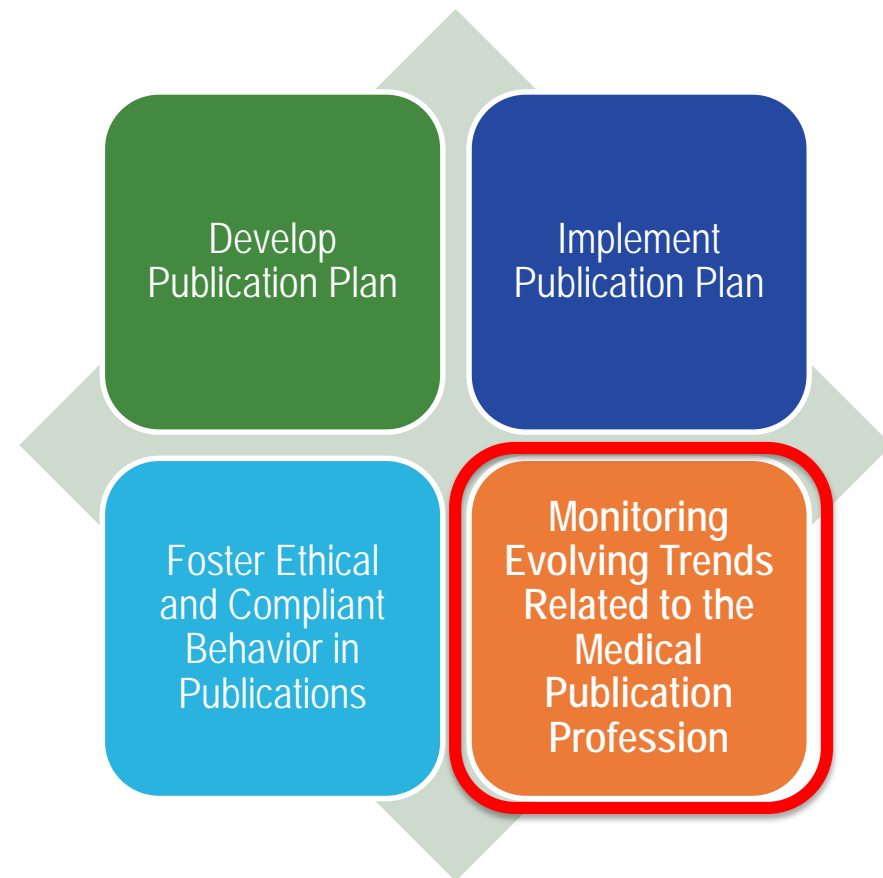 Develop
Publication Plan
Implement
Publication Plan
Foster Ethical
and Compliant
Behavior in
Publications
Monitoring
Evolving Trends
Related to the
Medical
Publication
Profession